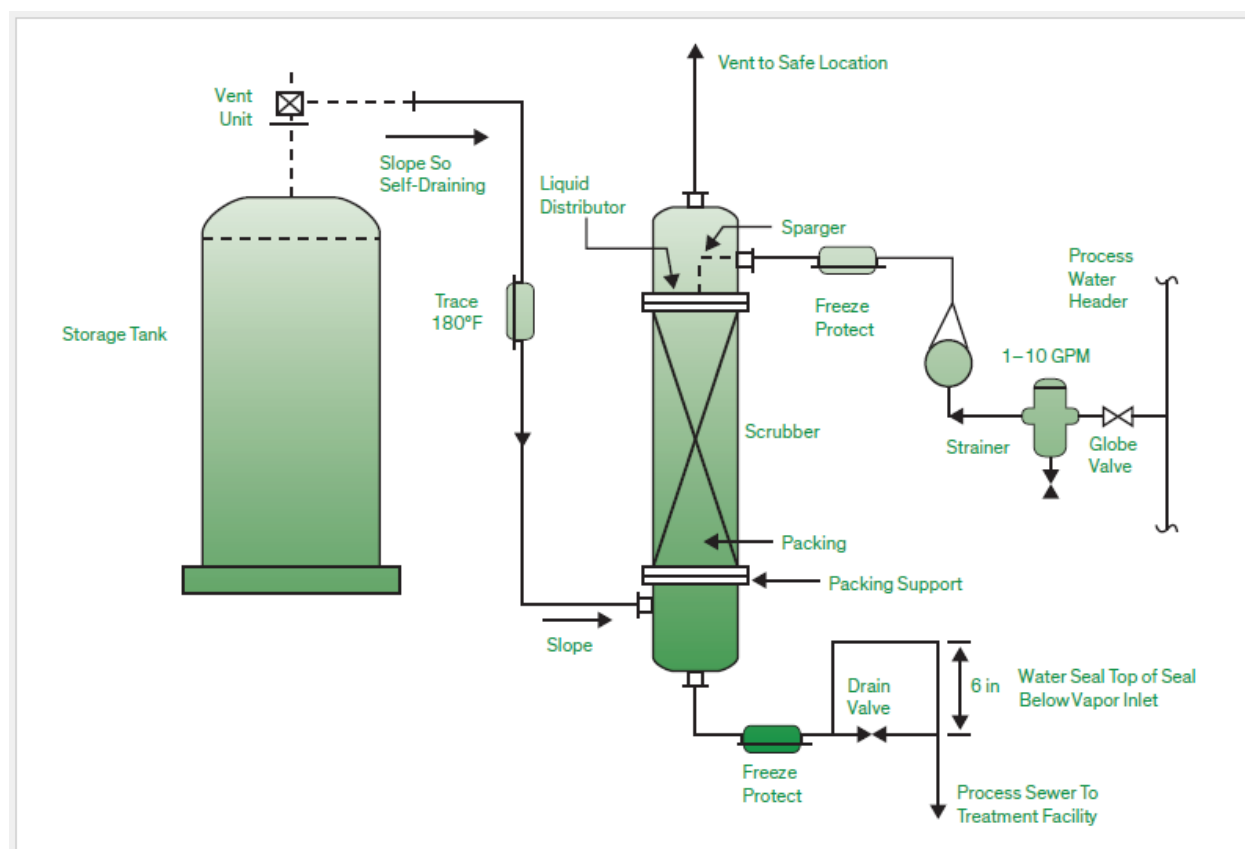 Vent to Safe Location
Vent
Unit
Slope So
Self-Draining
Liquid
Distributor
Sparger
Process
Water
Header
Trace
180°F
Freeze
Protect
Storage Tank
1–10 GPM
Scrubber
Strainer
Globe
Valve
Packing
Packing Support
Slope
Drain
Valve
6 in
Water Seal Top of Seal
Below Vapor Inlet
Freeze
Protect
Process Sewer To
Treatment Facility